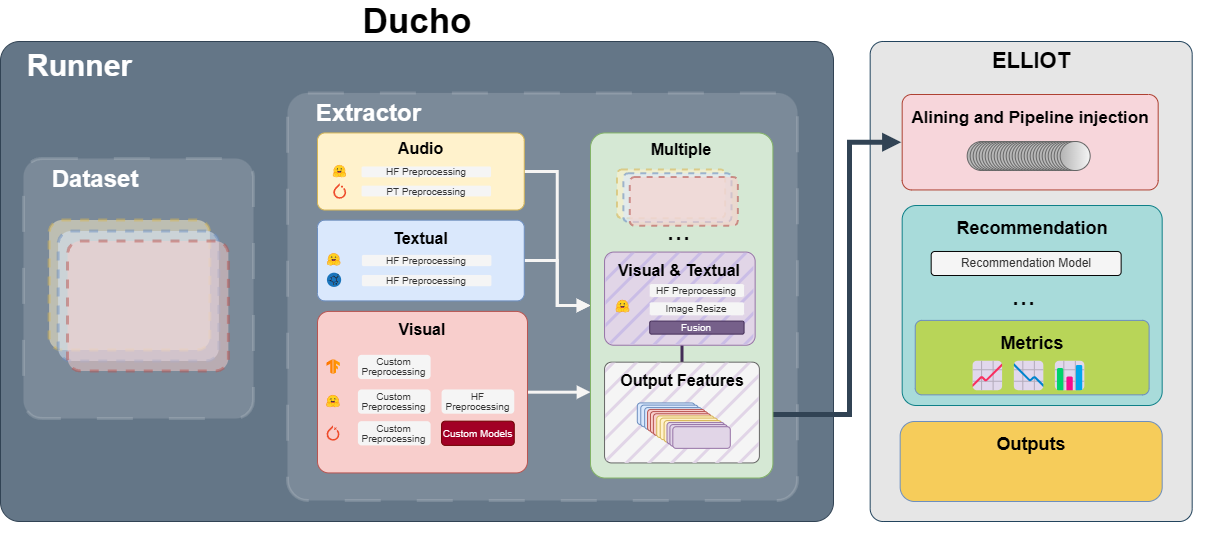 Ducho
Runner
Dataset
Extractor
Audio
HF Preprocessing
PT Preprocessing
Textual
HF Preprocessing
HF Preprocessing
Visual
Custom
Preprocessing
Custom
Preprocessing
HF
Preprocessing
Custom
Preprocessing
Custom Models
Multiple
...
Visual & Textual
HF Preprocessing
Image Resize
Fusion
Output Features
ELLIOT
Alining and Pipeline injection
Recommendation
Recommendation Model
...
Metrics
Outputs